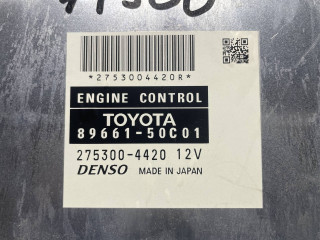 *2753004420R*
ENGINE CONTROL
TOYOTA
89661-50C01
275300-4420 12V
DENSO MADE IN JAPAN